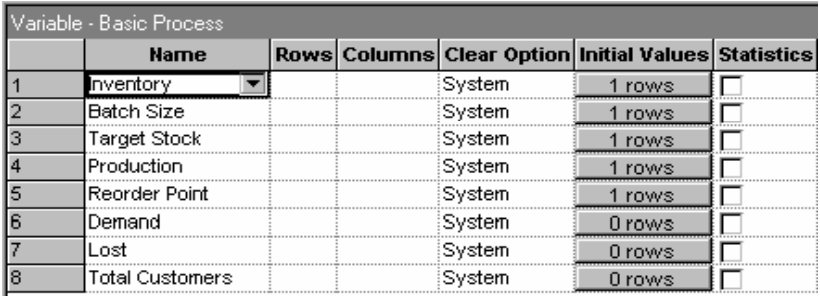 Variable - Basic Process
Name Rows Columns Clear Option Initial Values Statistics
1 Inventory System 1 rows
2 Batch Size System 1 rows
3 Target Stock System 1 rows
4 Production System 1 rows
5 Reorder Point System 1 rows
6 Demand System 0 rows
7 Lost System 0 rows
8 Total Customers System 0 rows